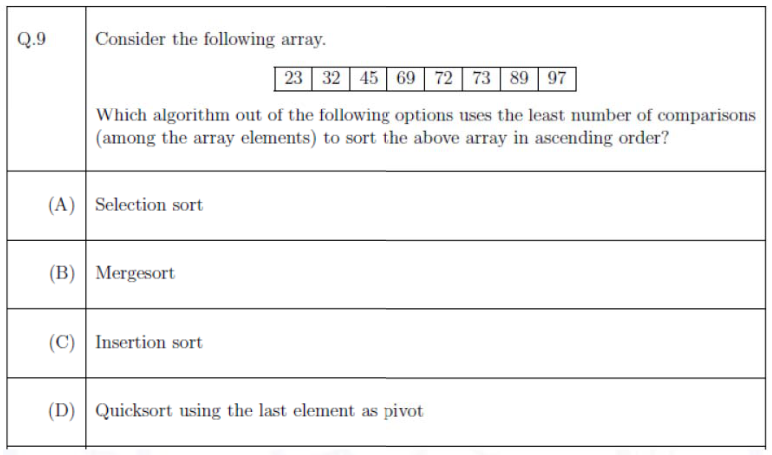 Q.9 Consider the following array.
23 32 45 69 72 73 89 97
Which algorithm out of the following options uses the least number of comparisons
(among the array elements) to sort the above array in ascending order?
(A) Selection sort
(B) Mergesort
(C) Insertion sort
(D) Quicksort using the last element as pivot